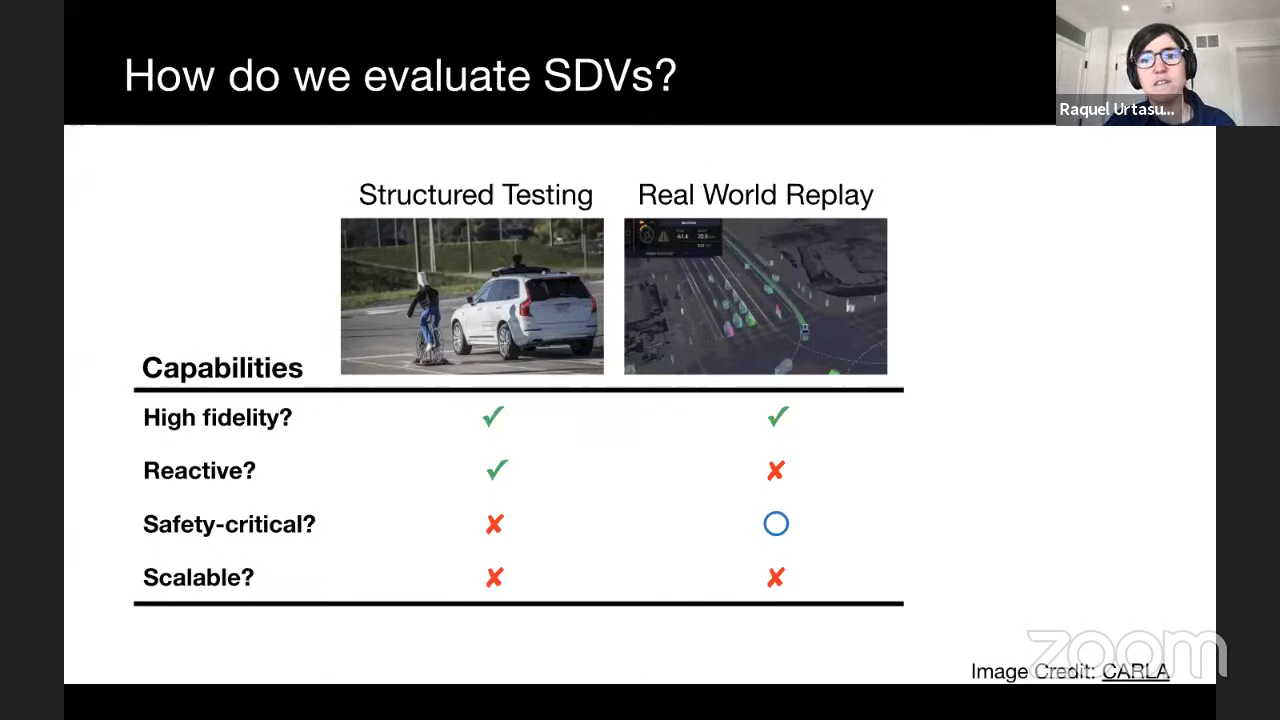 How do we evaluate SDVs?
Raquel Urtasu...
Structured Testing
Real World Replay
Capabilities
High fidelity?
Reactive?
Safety-critical?
Scalable?
Image Credit: CARLA
zoom